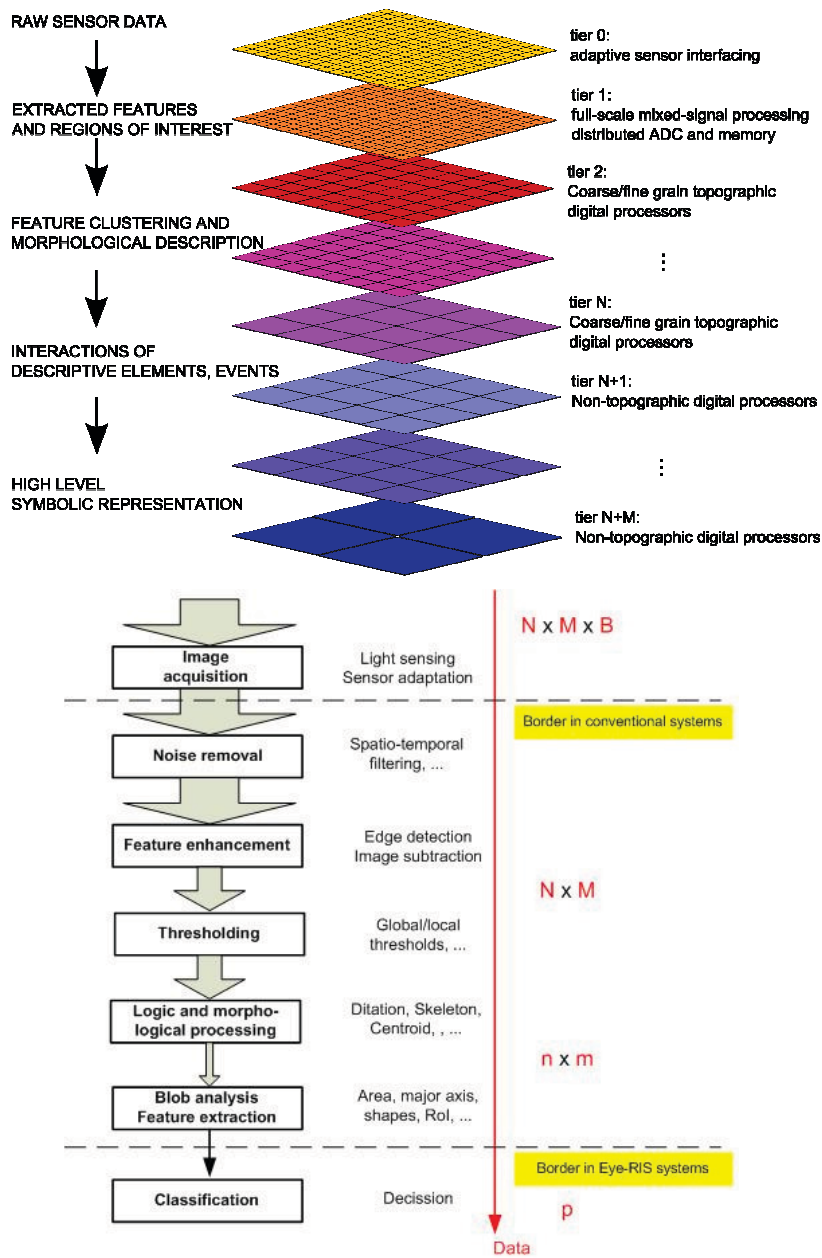 RAW SENSOR DATA
EXTRACTED FEATURES
AND REGIONS OF INTEREST
FEATURE CLUSTERING AND
MORPHOLOGICAL DESCRIPTION
INTERACTIONS OF
DESCRIPTIVE ELEMENTS, EVENTS
HIGH LEVEL
SYMBOLIC REPRESENTATION
tier 0:
adaptive sensor interfacing
tier 1:
full-scale mixed-signal processing
distributed ADC and memory
tier 2:
Coarse/fine grain topographic
digital processors
⋮
tier N:
Coarse/fine grain topographic
digital processors
tier N+1:
Non-topographic digital processors
⋮
tier N+M:
Non-topographic digital processors
Image
acquisition
Light sensing
Sensor adaptation
N x M x B
Border in conventional systems
Noise removal
Spatio-temporal
filtering, ...
Feature enhancement
Edge detection
Image subtraction
N x M
Thresholding
Global/local
thresholds, ...
Logic and morpho-
logical processing
Ditation, Skeleton,
Centroid, , ...
n x m
Blob analysis
Feature extraction
Area, major axis,
shapes, RoI, ...
Border in Eye-RIS systems
Classification
Decission
p
Data